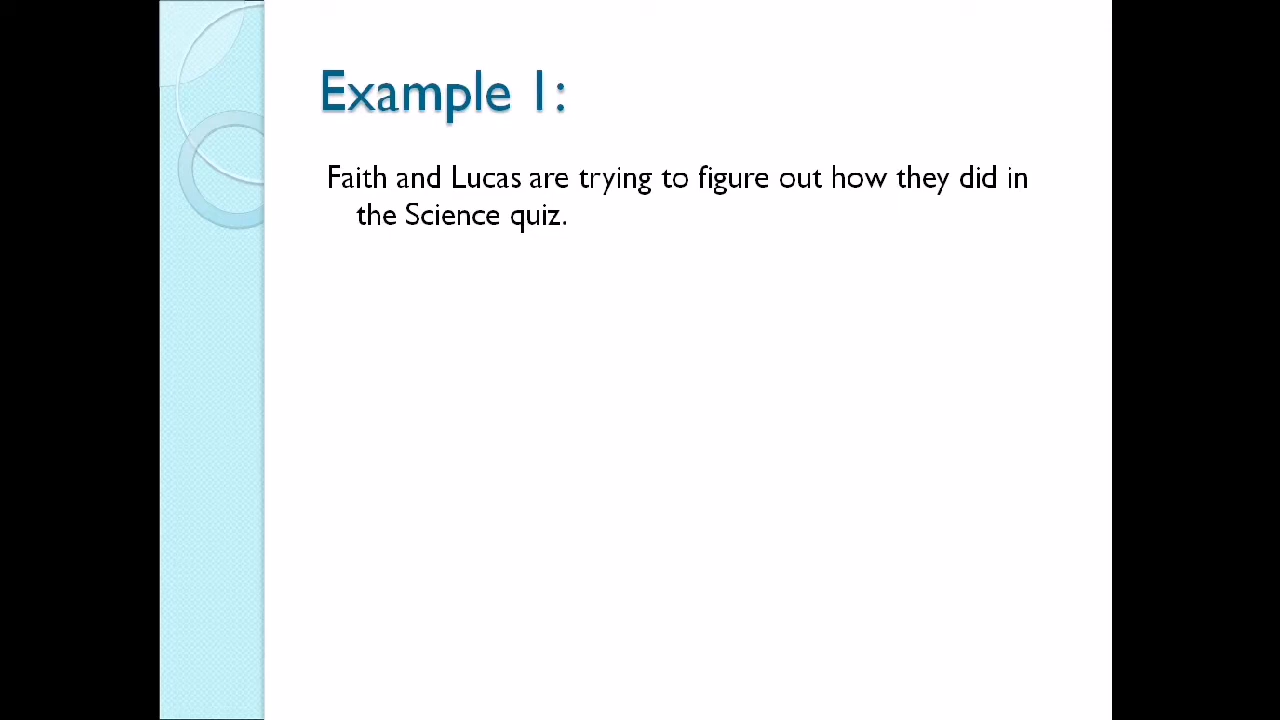 Example 1:
Faith and Lucas are trying to figure out how they did in
the Science quiz.